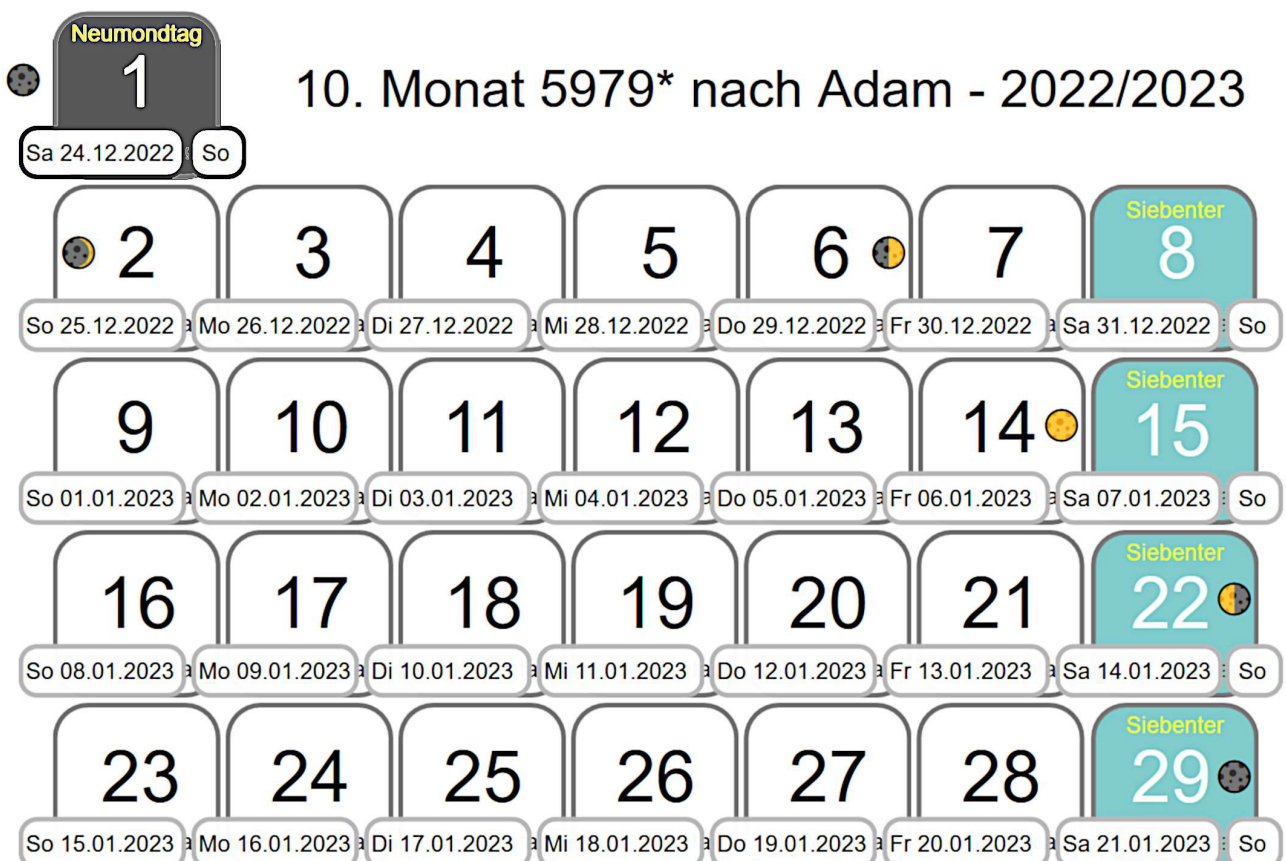 Neumondtag
1
10. Monat 5979* nach Adam - 2022/2023
Sa 24.12.2022 So
2 3 4 5 6 7 Siebenter 8
So 25.12.2022 Mo 26.12.2022 Di 27.12.2022 Mi 28.12.2022 Do 29.12.2022 Fr 30.12.2022 Sa 31.12.2022 So
9 10 11 12 13 14 Siebenter 15
So 01.01.2023 Mo 02.01.2023 Di 03.01.2023 Mi 04.01.2023 Do 05.01.2023 Fr 06.01.2023 Sa 07.01.2023 So
16 17 18 19 20 21 Siebenter 22
So 08.01.2023 Mo 09.01.2023 Di 10.01.2023 Mi 11.01.2023 Do 12.01.2023 Fr 13.01.2023 Sa 14.01.2023 So
23 24 25 26 27 28 Siebenter 29
So 15.01.2023 Mo 16.01.2023 Di 17.01.2023 Mi 18.01.2023 Do 19.01.2023 Fr 20.01.2023 Sa 21.01.2023 So